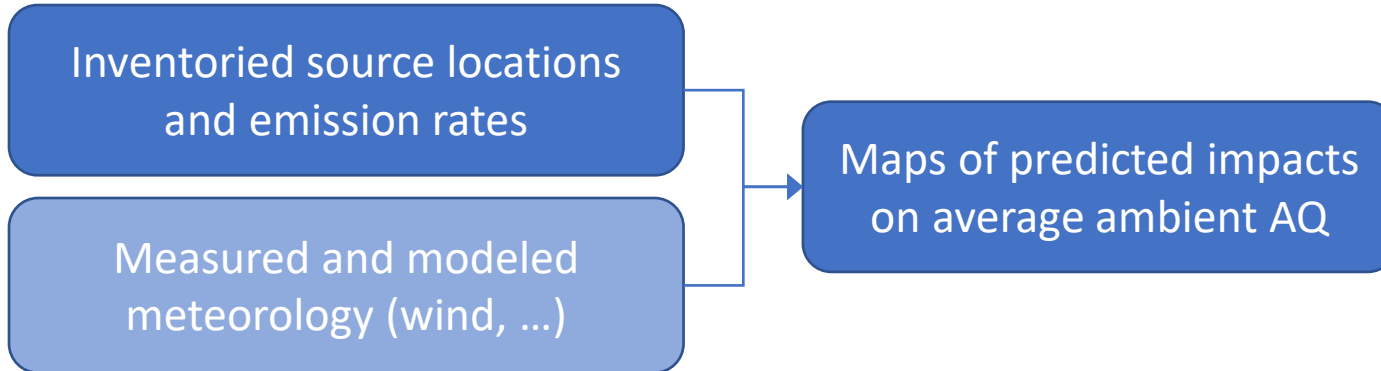 Inventoried source locations
and emission rates
Measured and modeled
meteorology (wind, …)
Maps of predicted impacts
on average ambient AQ